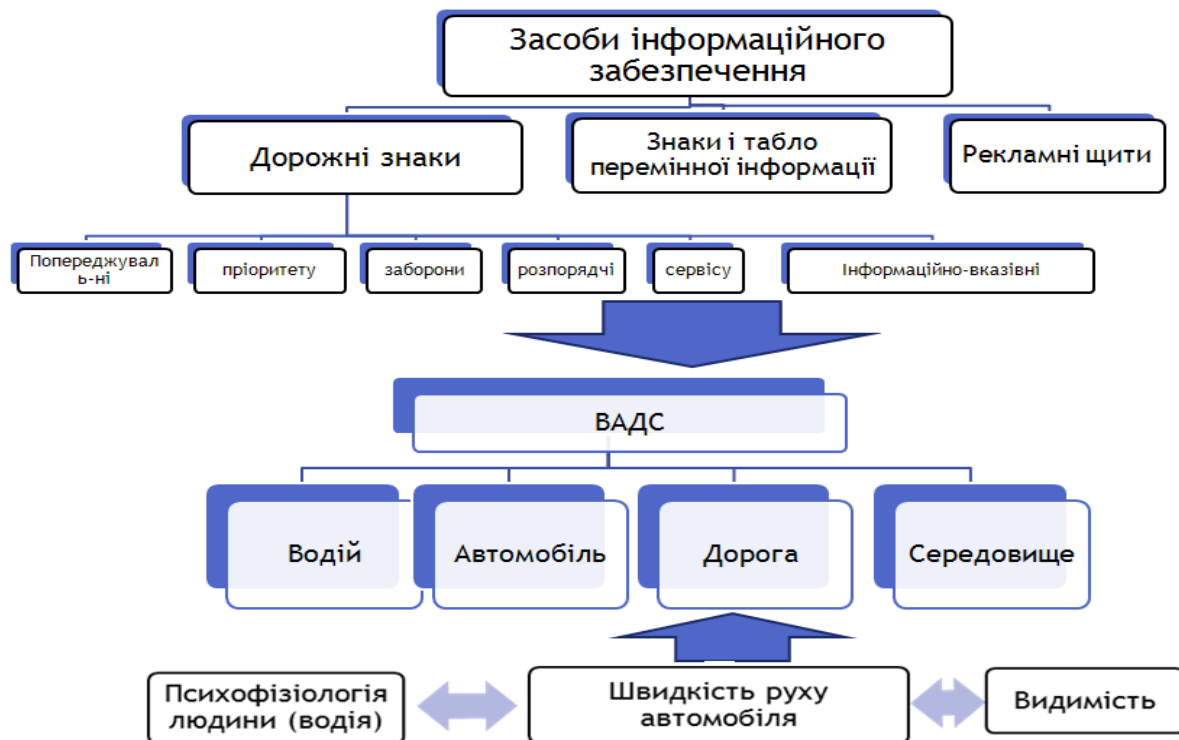 Засоби інформаційного
забезпечення
Дорожні знаки
Знаки і табло
перемінної інформації
Рекламні щити
Попереджувал
ь-ні
пріоритету
заборони
розпорядчі
сервісу
Інформаційно-вказівні
ВАДС
Водій
Автомобіль
Дорога
Середовище
Психофізіологія
людини (водія)
Швидкість руху
автомобіля
Видимість